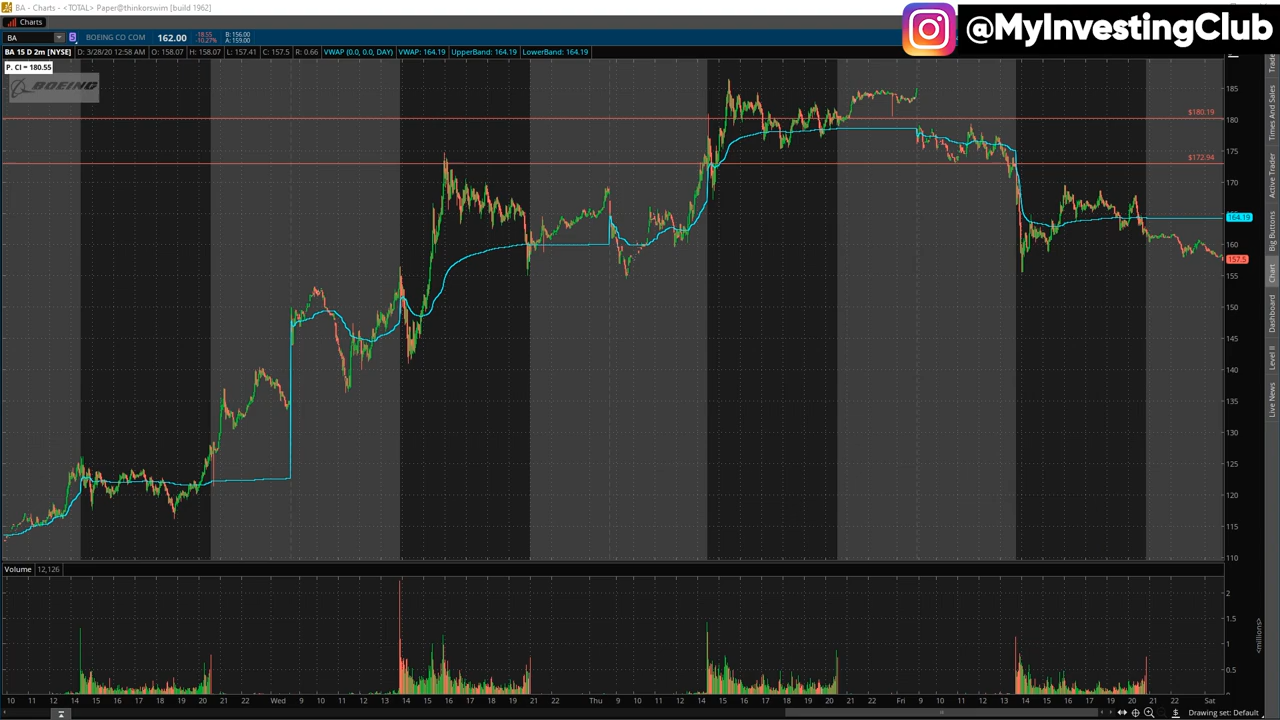 BA - Charts - <TOTAL> Paper@thinkorswim [build 1962]
@MyInvestingClub
Charts
BA S BOEING CO COM 162.00 -18.55 -10.27% B: 156.00 A: 159.00
BA 15 D 2m [NYSE] D: 3/28/20 12:58 AM O: 158.07 H: 158.07 L: 157.41 C: 157.5 R: 0.66 VWAP (0.0, 0.0, DAY) VWAP: 164.19 UpperBand: 164.19 LowerBand: 164.19
P. Cl = 180.55
BOEING
$180.19
$172.94
185
180
175
170
164.19
160
157.5
155
150
145
140
135
130
125
120
115
110
Volume 12,126
2
1.5
1
0.5
<millions>
10 11 12 13 14 15 16 17 18 19 20 21 22 Wed 9 10 11 12 13 14 15 16 17 18 19 20 21 22 Thu 9 10 11 12 13 14 15 16 17 18 19 20 21 22 Fri 9 10 11 12 13 14 15 16 17 18 19 20 21 22 Sat
Drawing set: Default
Trade
Times And Sales
Active Trader
Big Buttons
Chart
Dashboard
Level II
Live News